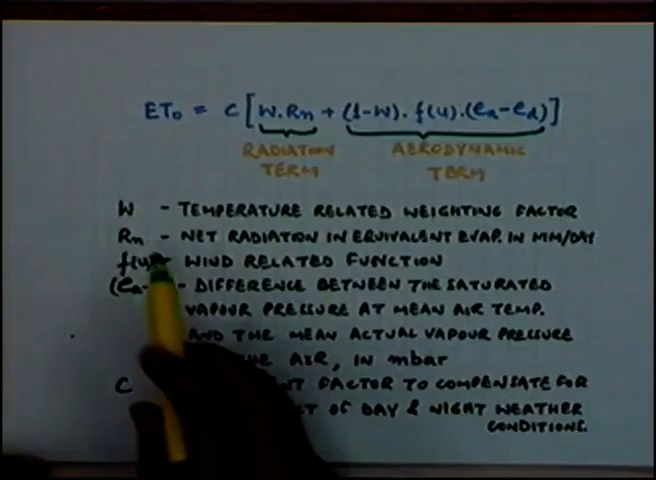 ET₀ = C [W.Rn + (1-W). f(u).(ea-ed)]
RADIATION TERM
AERODYNAMIC TERM
W - TEMPERATURE RELATED WEIGHTING FACTOR
Rn - NET RADIATION IN EQUIVALENT EVAP. IN MM/DAY
f(u) - WIND RELATED FUNCTION
(ea- - DIFFERENCE BETWEEN THE SATURATED
VAPOUR PRESSURE AT MEAN AIR TEMP.
AND THE MEAN ACTUAL VAPOUR PRESSURE
AIR, IN mbar
C FACTOR TO COMPENSATE FOR
OF DAY & NIGHT WEATHER
CONDITIONS.